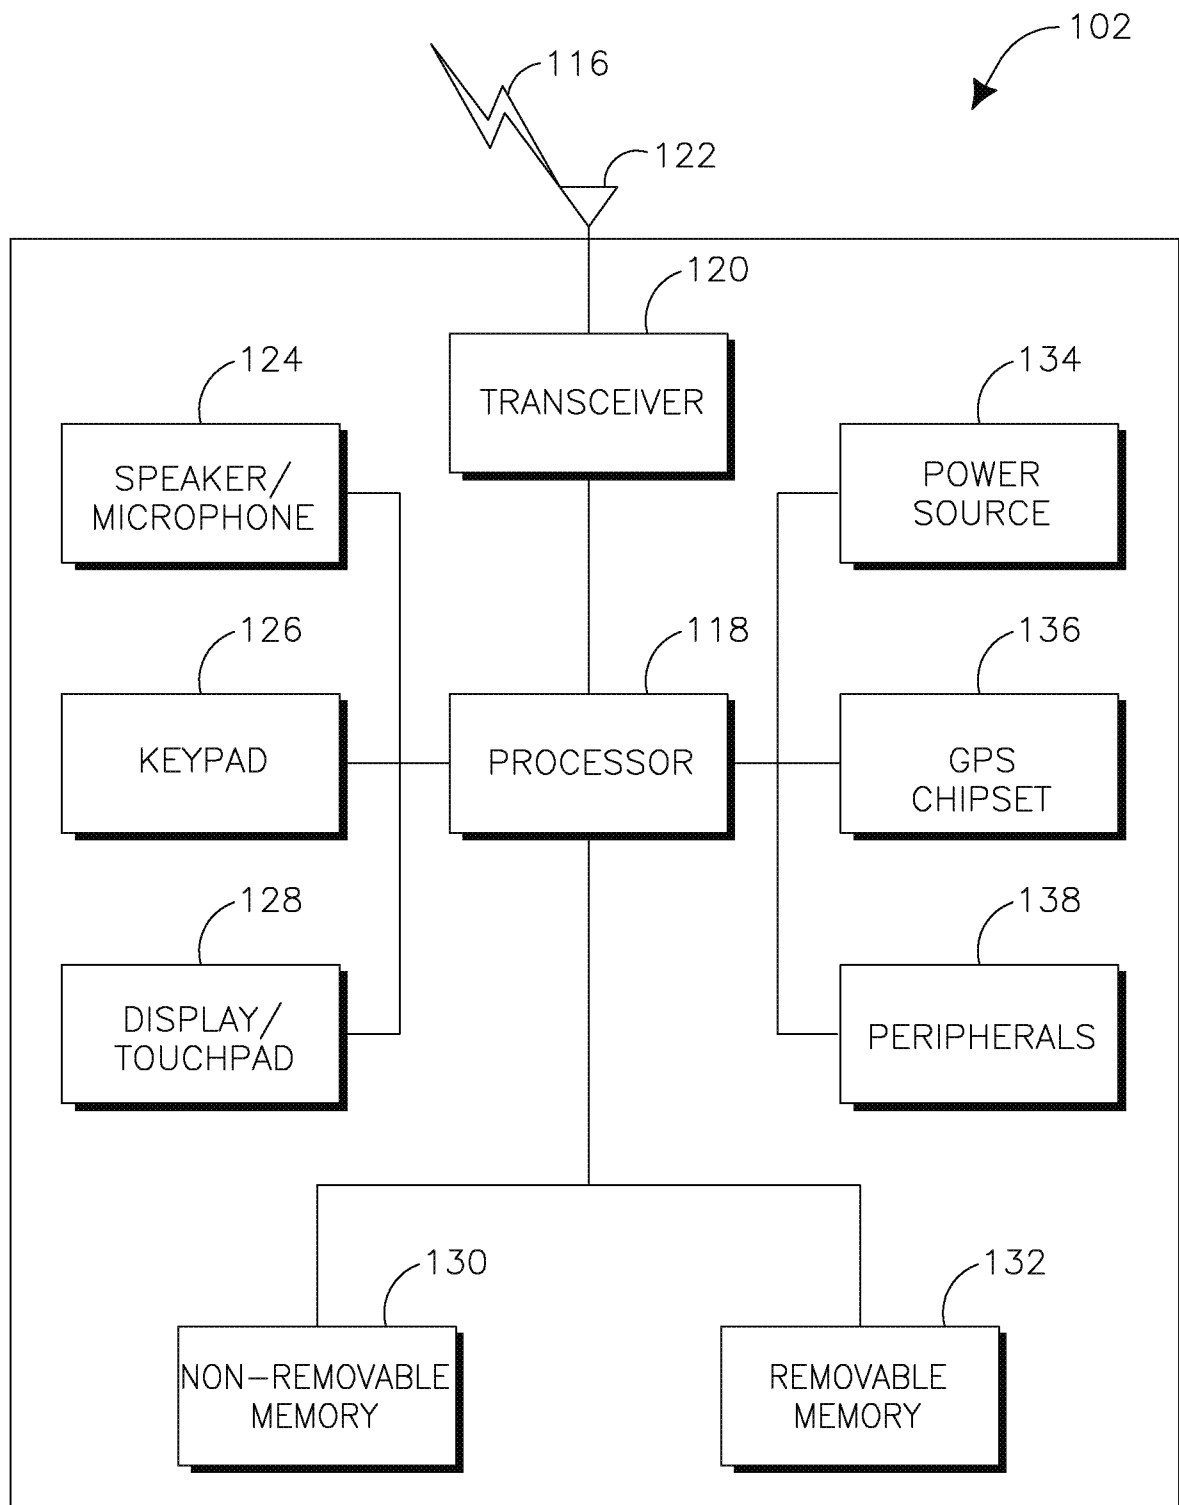 102
116
122
120
TRANSCEIVER
124
SPEAKER/
MICROPHONE
134
POWER
SOURCE
126
KEYPAD
118
PROCESSOR
136
GPS
CHIPSET
128
DISPLAY/
TOUCHPAD
138
PERIPHERALS
130
NON-REMOVABLE
MEMORY
132
REMOVABLE
MEMORY